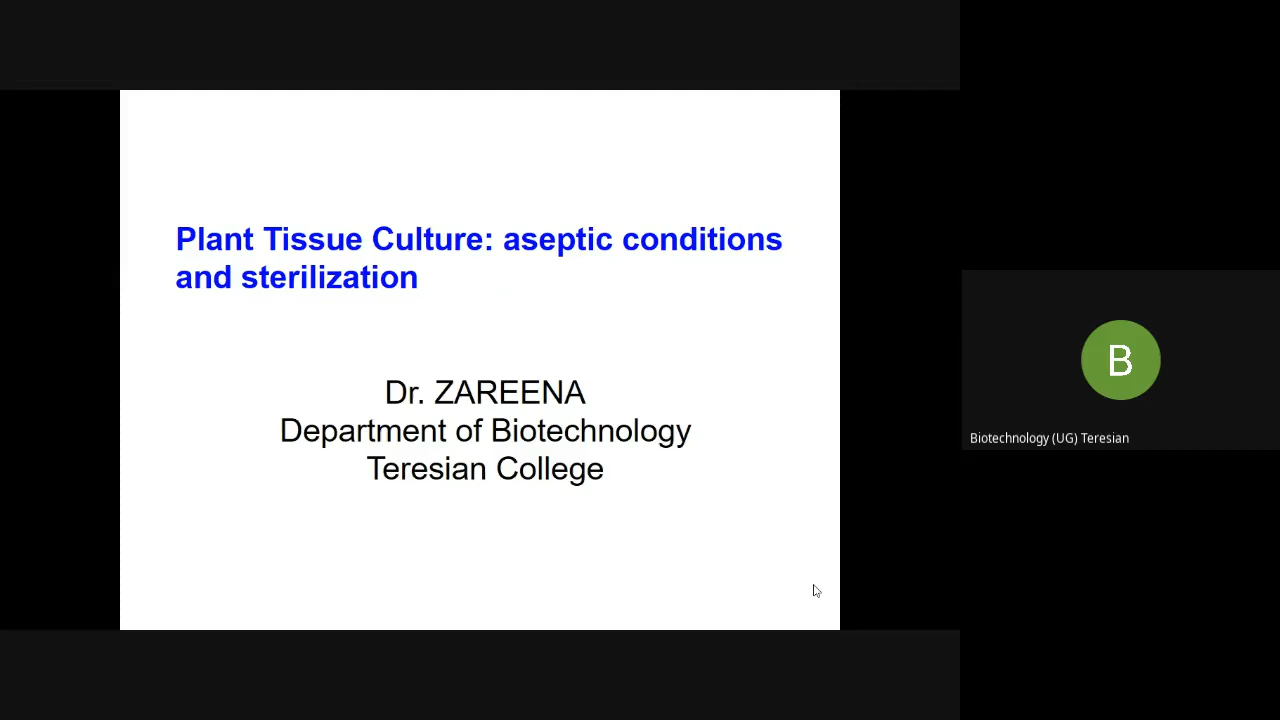 Plant Tissue Culture: aseptic conditions
and sterilization
Dr. ZAREENA
Department of Biotechnology
Teresian College
B
Biotechnology (UG) Teresian